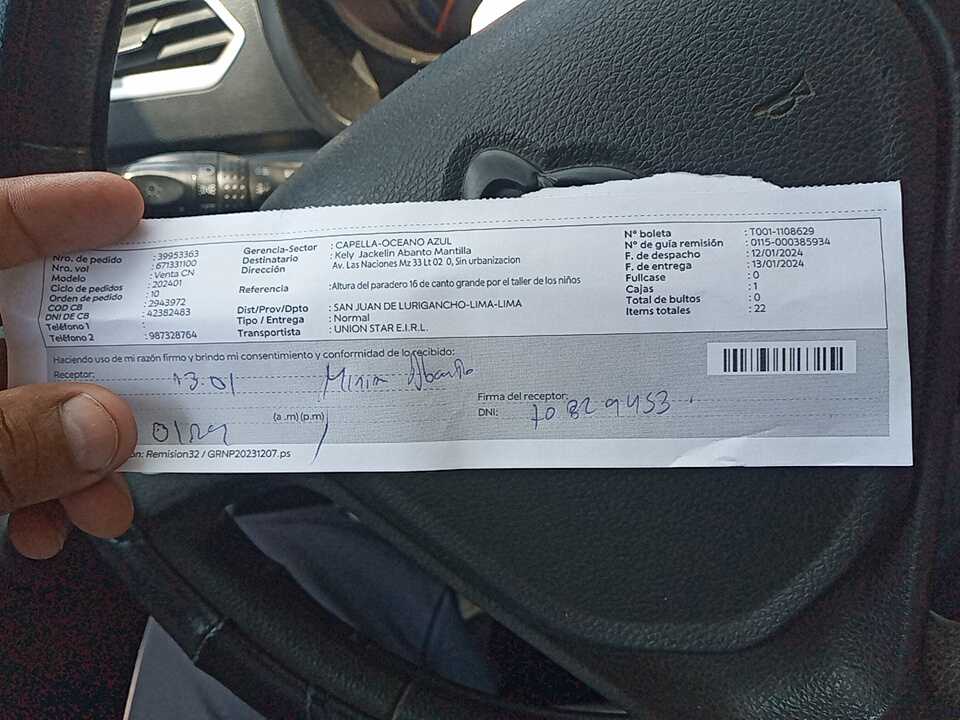 Nro. de pedido : 39953363
Nro. val : 671331100
Modelo : Venta CN
Ciclo de pedidos : 202401
Orden de pedido : 10
COD CB : 2943972
DNI DE CB : 42382483
Teléfono 1 :
Teléfono 2 : 987328764
Gerencia-Sector : CAPELLA-OCEANO AZUL
Destinatario : Kely Jackelin Abanto Mantilla
Dirección : Av. Las Naciones Mz 33 Lt 02 0, Sin urbanizacion
Referencia : Altura del paradero 16 de canto grande por el taller de los niños
Dist/Prov/Dpto : SAN JUAN DE LURIGANCHO-LIMA-LIMA
Tipo / Entrega : Normal
Transportista : UNION STAR E.I.R.L.
N° boleta : T001-1108629
N° de guía remisión : 0115-000385934
F. de despacho : 12/01/2024
F. de entrega : 13/01/2024
Fullcase : 0
Cajas : 1
Total de bultos : 0
Items totales : 22
Haciendo uso de mi razón firmo y brindo mi consentimiento y conformidad de lo recibido:
Receptor: 13.01 Abanto
Firma del receptor:
(a .m) (p.m)
DNI: 70829453
on: Remision32 / GRNP20231207.ps